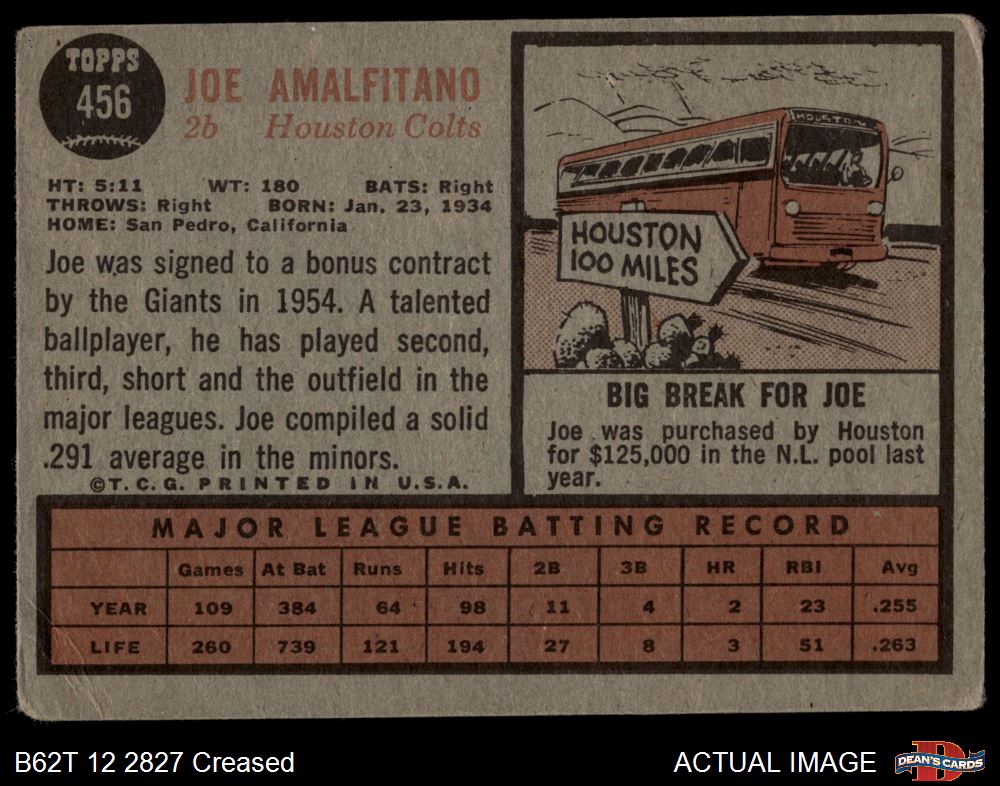 TOPPS
456
JOE AMALFITANO
2b Houston Colts
HT: 5:11 WT: 180 BATS: Right
THROWS: Right BORN: Jan. 23, 1934
HOME: San Pedro, California
Joe was signed to a bonus contract
by the Giants in 1954. A talented
ballplayer, he has played second,
third, short and the outfield in the
major leagues. Joe compiled a solid
.291 average in the minors.
©T.C.G. PRINTED IN U.S.A.
HOUSTON
HOUSTON
100 MILES
BIG BREAK FOR JOE
Joe was purchased by Houston
for $125,000 in the N.L. pool last
year.
MAJOR LEAGUE BATTING RECORD
Games At Bat Runs Hits 2B 3B HR RBI Avg
YEAR 109 384 64 98 11 4 2 23 .255
LIFE 260 739 121 194 27 8 3 51 .263
B62T 12 2827 Creased
ACTUAL IMAGE
D
DEAN'S CARDS